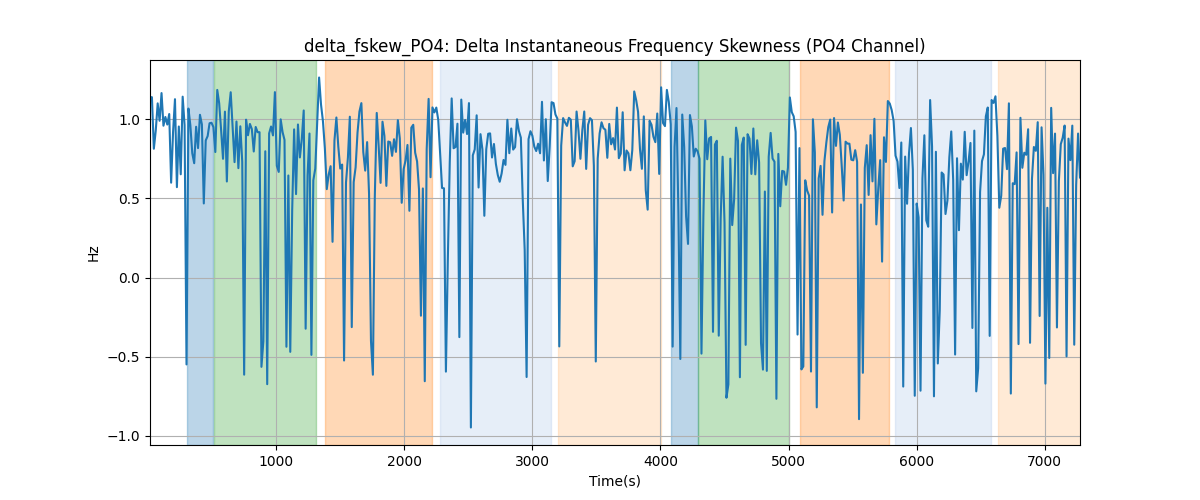 delta_fskew_PO4: Delta Instantaneous Frequency Skewness (PO4 Channel)
1.0
0.5
0.0
−0.5
−1.0
Hz
1000 2000 3000 4000 5000 6000 7000
Time(s)